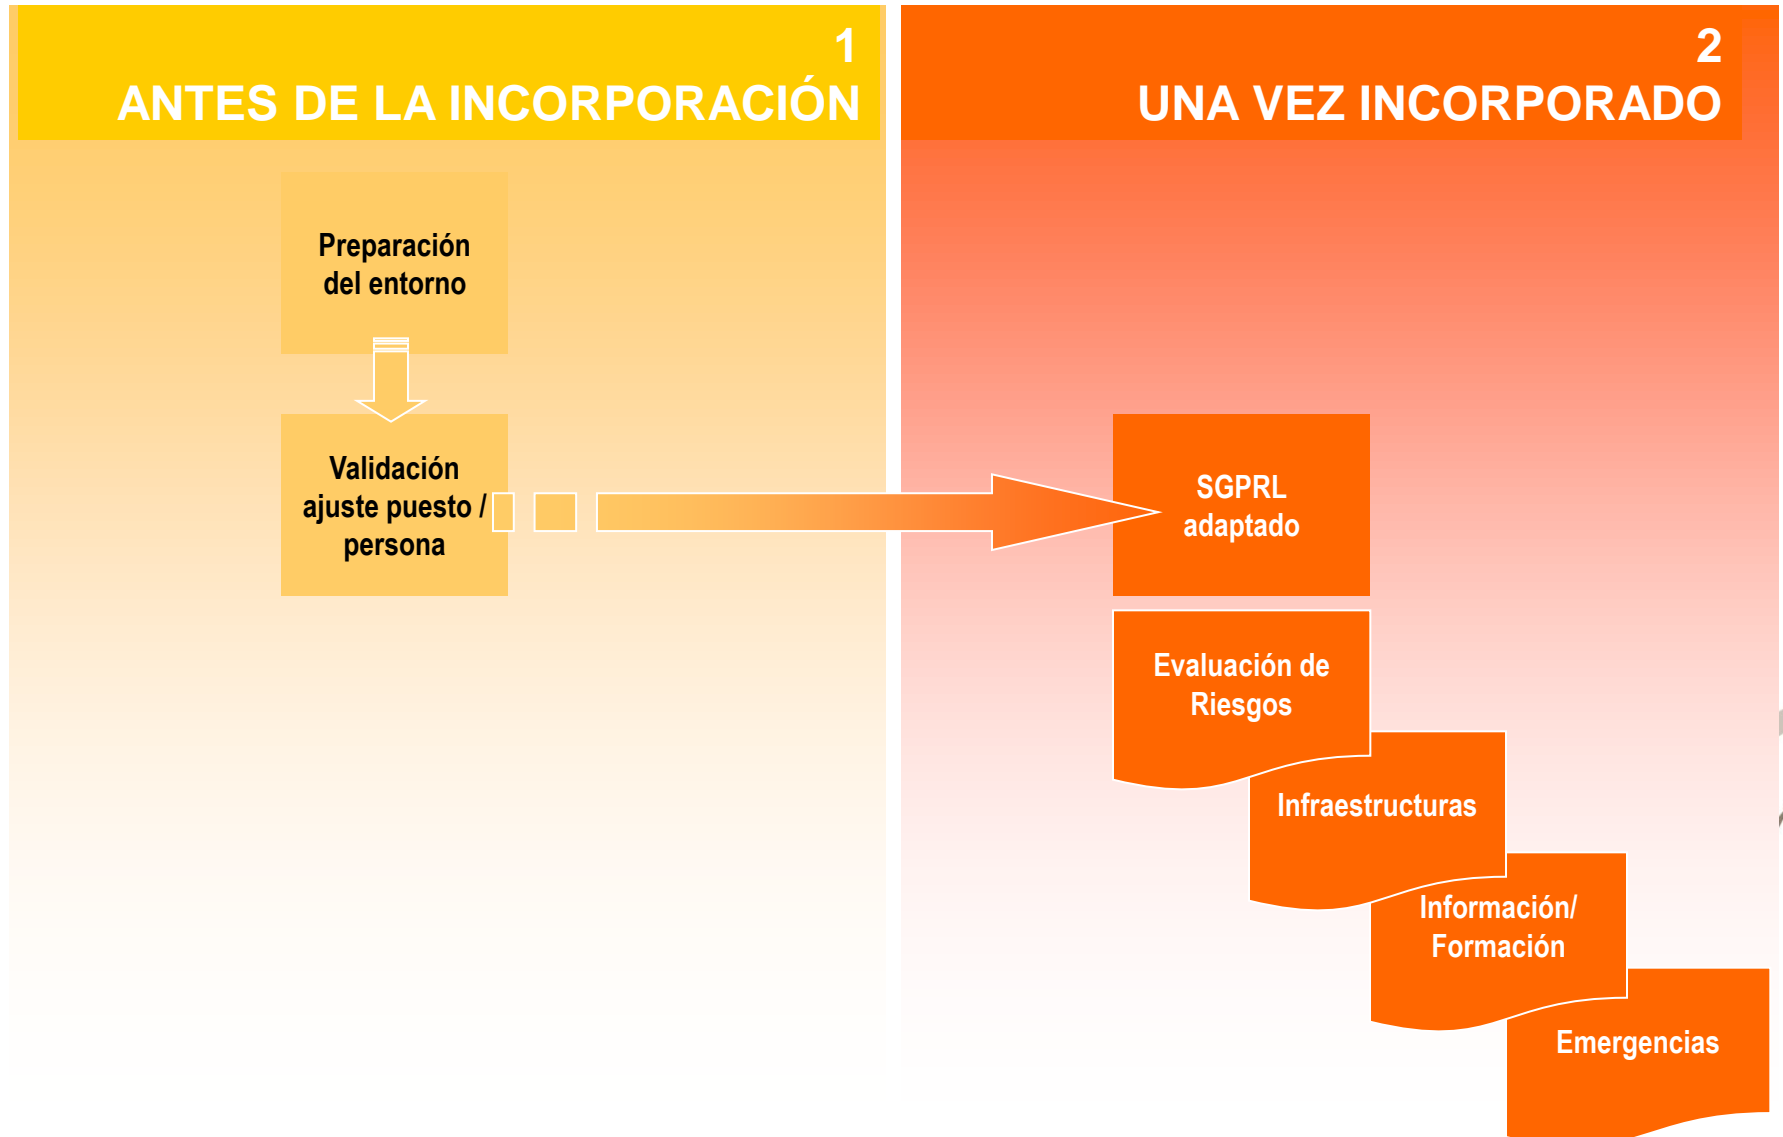 1
ANTES DE LA INCORPORACIÓN
Preparación
del entorno
Validación
ajuste puesto /
persona
2
UNA VEZ INCORPORADO
SGPRL
adaptado
Evaluación de
Riesgos
Infraestructuras
Información/
Formación
Emergencias